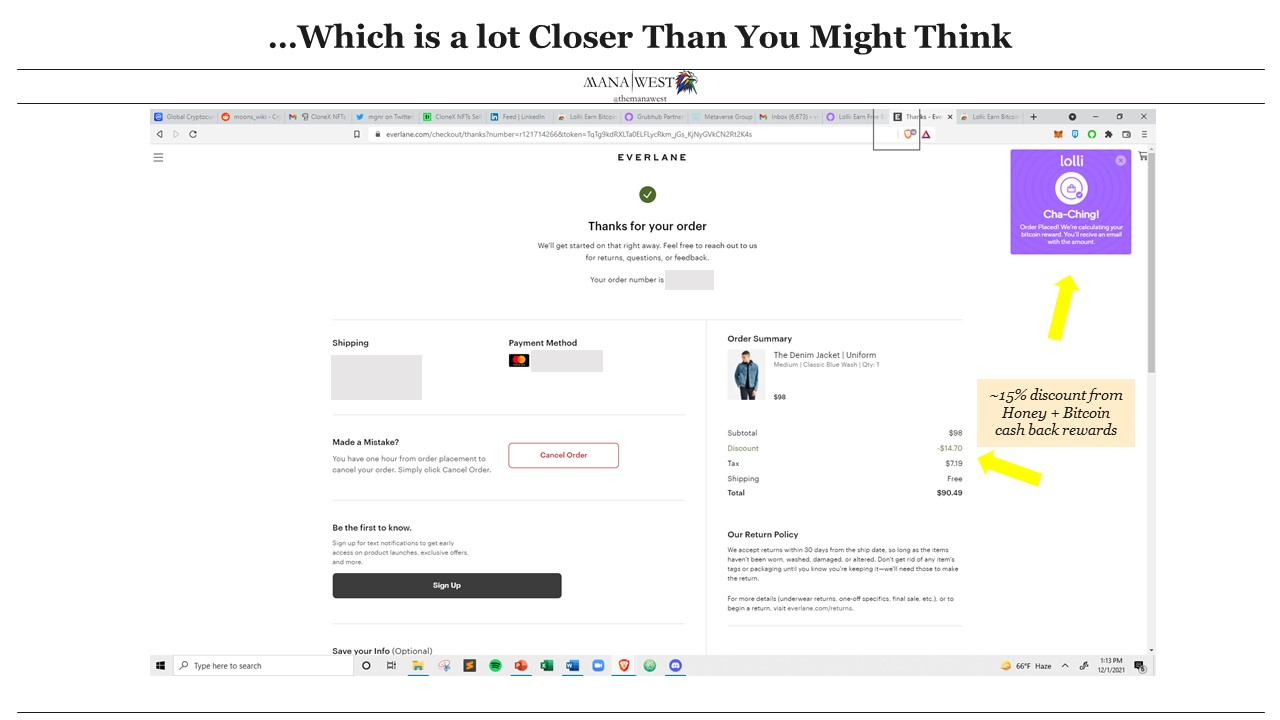 ...Which is a lot Closer Than You Might Think
MANA WEST
@themanawest
Global Cryptocu
moons_wiki - Cr
CloneX NFTs
mgnr on Twitter
CloneX NFTs Sell
Feed | LinkedIn
Lolli Earn Bitcoin
Grubhub Partner
Metaverse Group
Inbox (6,673) -
Lolli Earn Free
Thanks - Eve
Lolli Earn Bitcoin
everlane.com/checkout/thanks?number=r121714266&token=TqTg9kdRXLTa0ELFLycRkm_jGs_KjNyGVkCN2Rt2K4s
EVERLANE
lolli
Cha-Ching!
Order Placed! We're calculating your
bitcoin reward. You'll recive an email
with the amount.
Thanks for your order
We'll get started on that right away. Feel free to reach out to us
for returns, questions, or feedback.
Your order number is
Shipping
Payment Method
Made a Mistake?
You have one hour from order placement to
cancel your order. Simply click Cancel Order.
Cancel Order
Be the first to know.
Sign up for text notifications to get early
access on product launches, exclusive offers,
and more.
Sign Up
Save your Info (Optional)
Order Summary
The Denim Jacket | Uniform
Medium | Classic Blue Wash | Qty: 1
$98
Subtotal $98
Discount -$14.70
Tax $7.19
Shipping Free
Total $90.49
Our Return Policy
We accept returns within 30 days from the ship date, so long as the items
haven't been worn, washed, damaged, or altered. Don't get rid of any item's
tags or packaging until you know you're keeping it—we'll need those to make
the return.
For more details (underwear returns, one-off specifics, final sale, etc.), or to
begin a return, visit everlane.com/returns.
~15% discount from
Honey + Bitcoin
cash back rewards
Type here to search
66°F Haze
1:13 PM
12/1/2021